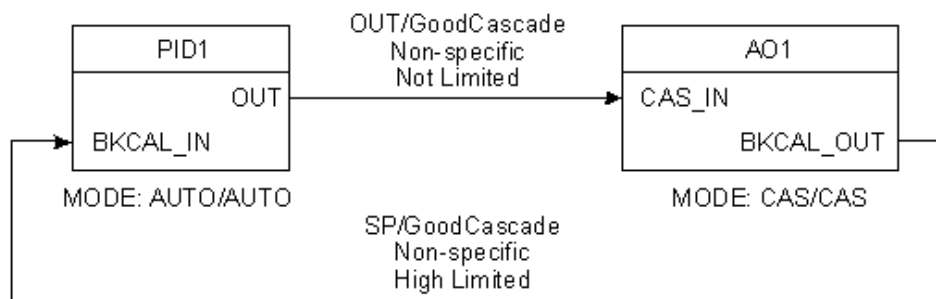 OUT/GoodCascade
Non-specific
Not Limited
PID1
OUT
BKCAL_IN
MODE: AUTO/AUTO
AO1
CAS_IN
BKCAL_OUT
MODE: CAS/CAS
SP/GoodCascade
Non-specific
High Limited